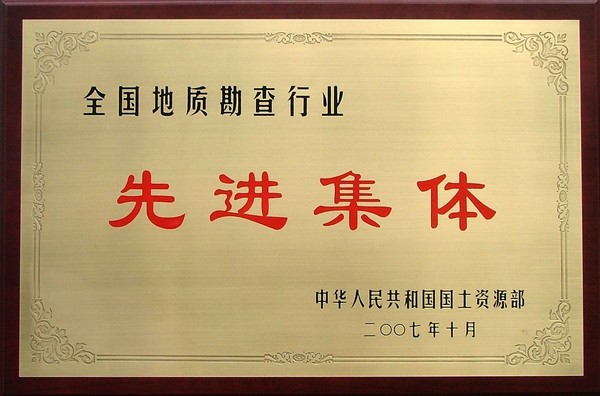 全国地质勘查行业
先进集体
中华人民共和国国土资源部
二〇〇七年十月